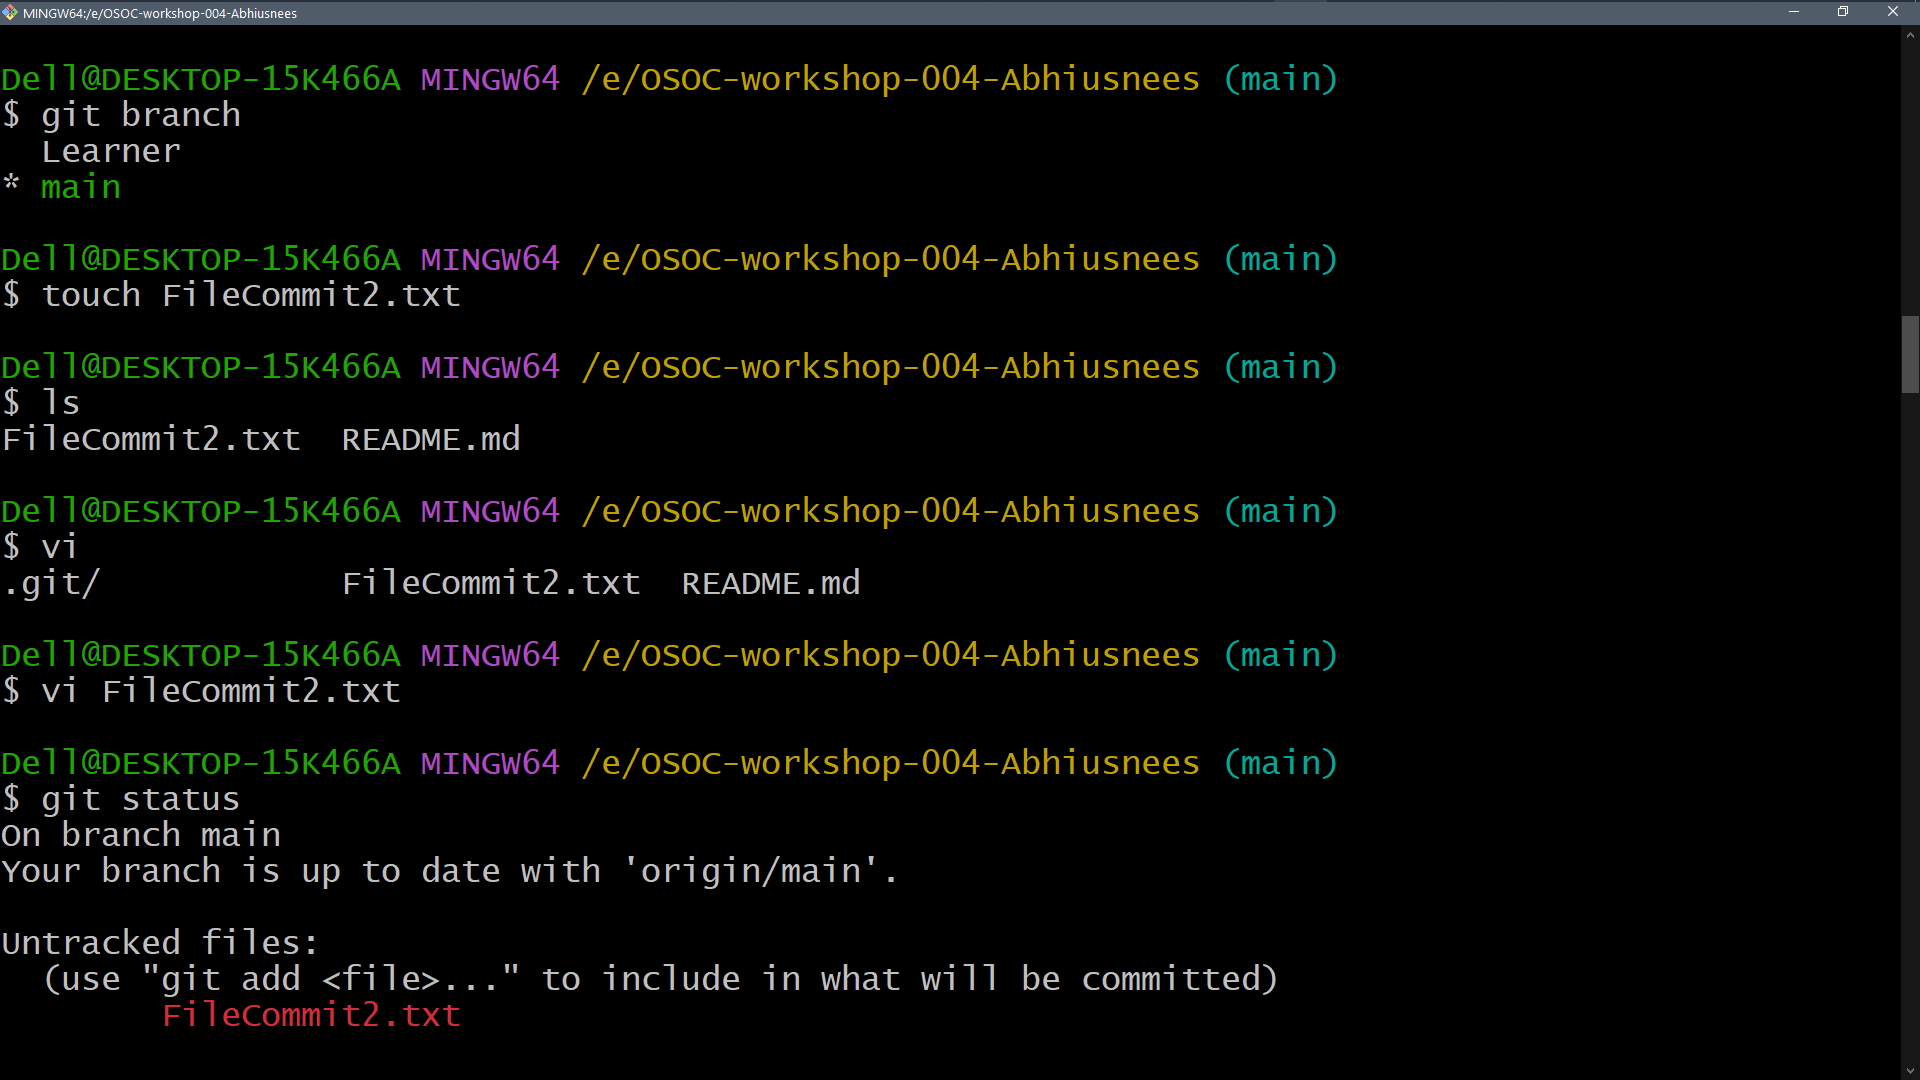 MINGW64:/e/OSOC-workshop-004-Abhiusnees
Dell@DESKTOP-15K466A MINGW64 /e/OSOC-workshop-004-Abhiusnees (main)
$ git branch
  Learner
* main
Dell@DESKTOP-15K466A MINGW64 /e/OSOC-workshop-004-Abhiusnees (main)
$ touch FileCommit2.txt
Dell@DESKTOP-15K466A MINGW64 /e/OSOC-workshop-004-Abhiusnees (main)
$ ls
FileCommit2.txt  README.md
Dell@DESKTOP-15K466A MINGW64 /e/OSOC-workshop-004-Abhiusnees (main)
$ vi
.git/            FileCommit2.txt  README.md
Dell@DESKTOP-15K466A MINGW64 /e/OSOC-workshop-004-Abhiusnees (main)
$ vi FileCommit2.txt
Dell@DESKTOP-15K466A MINGW64 /e/OSOC-workshop-004-Abhiusnees (main)
$ git status
On branch main
Your branch is up to date with 'origin/main'.
Untracked files:
  (use "git add <file>..." to include in what will be committed)
        FileCommit2.txt